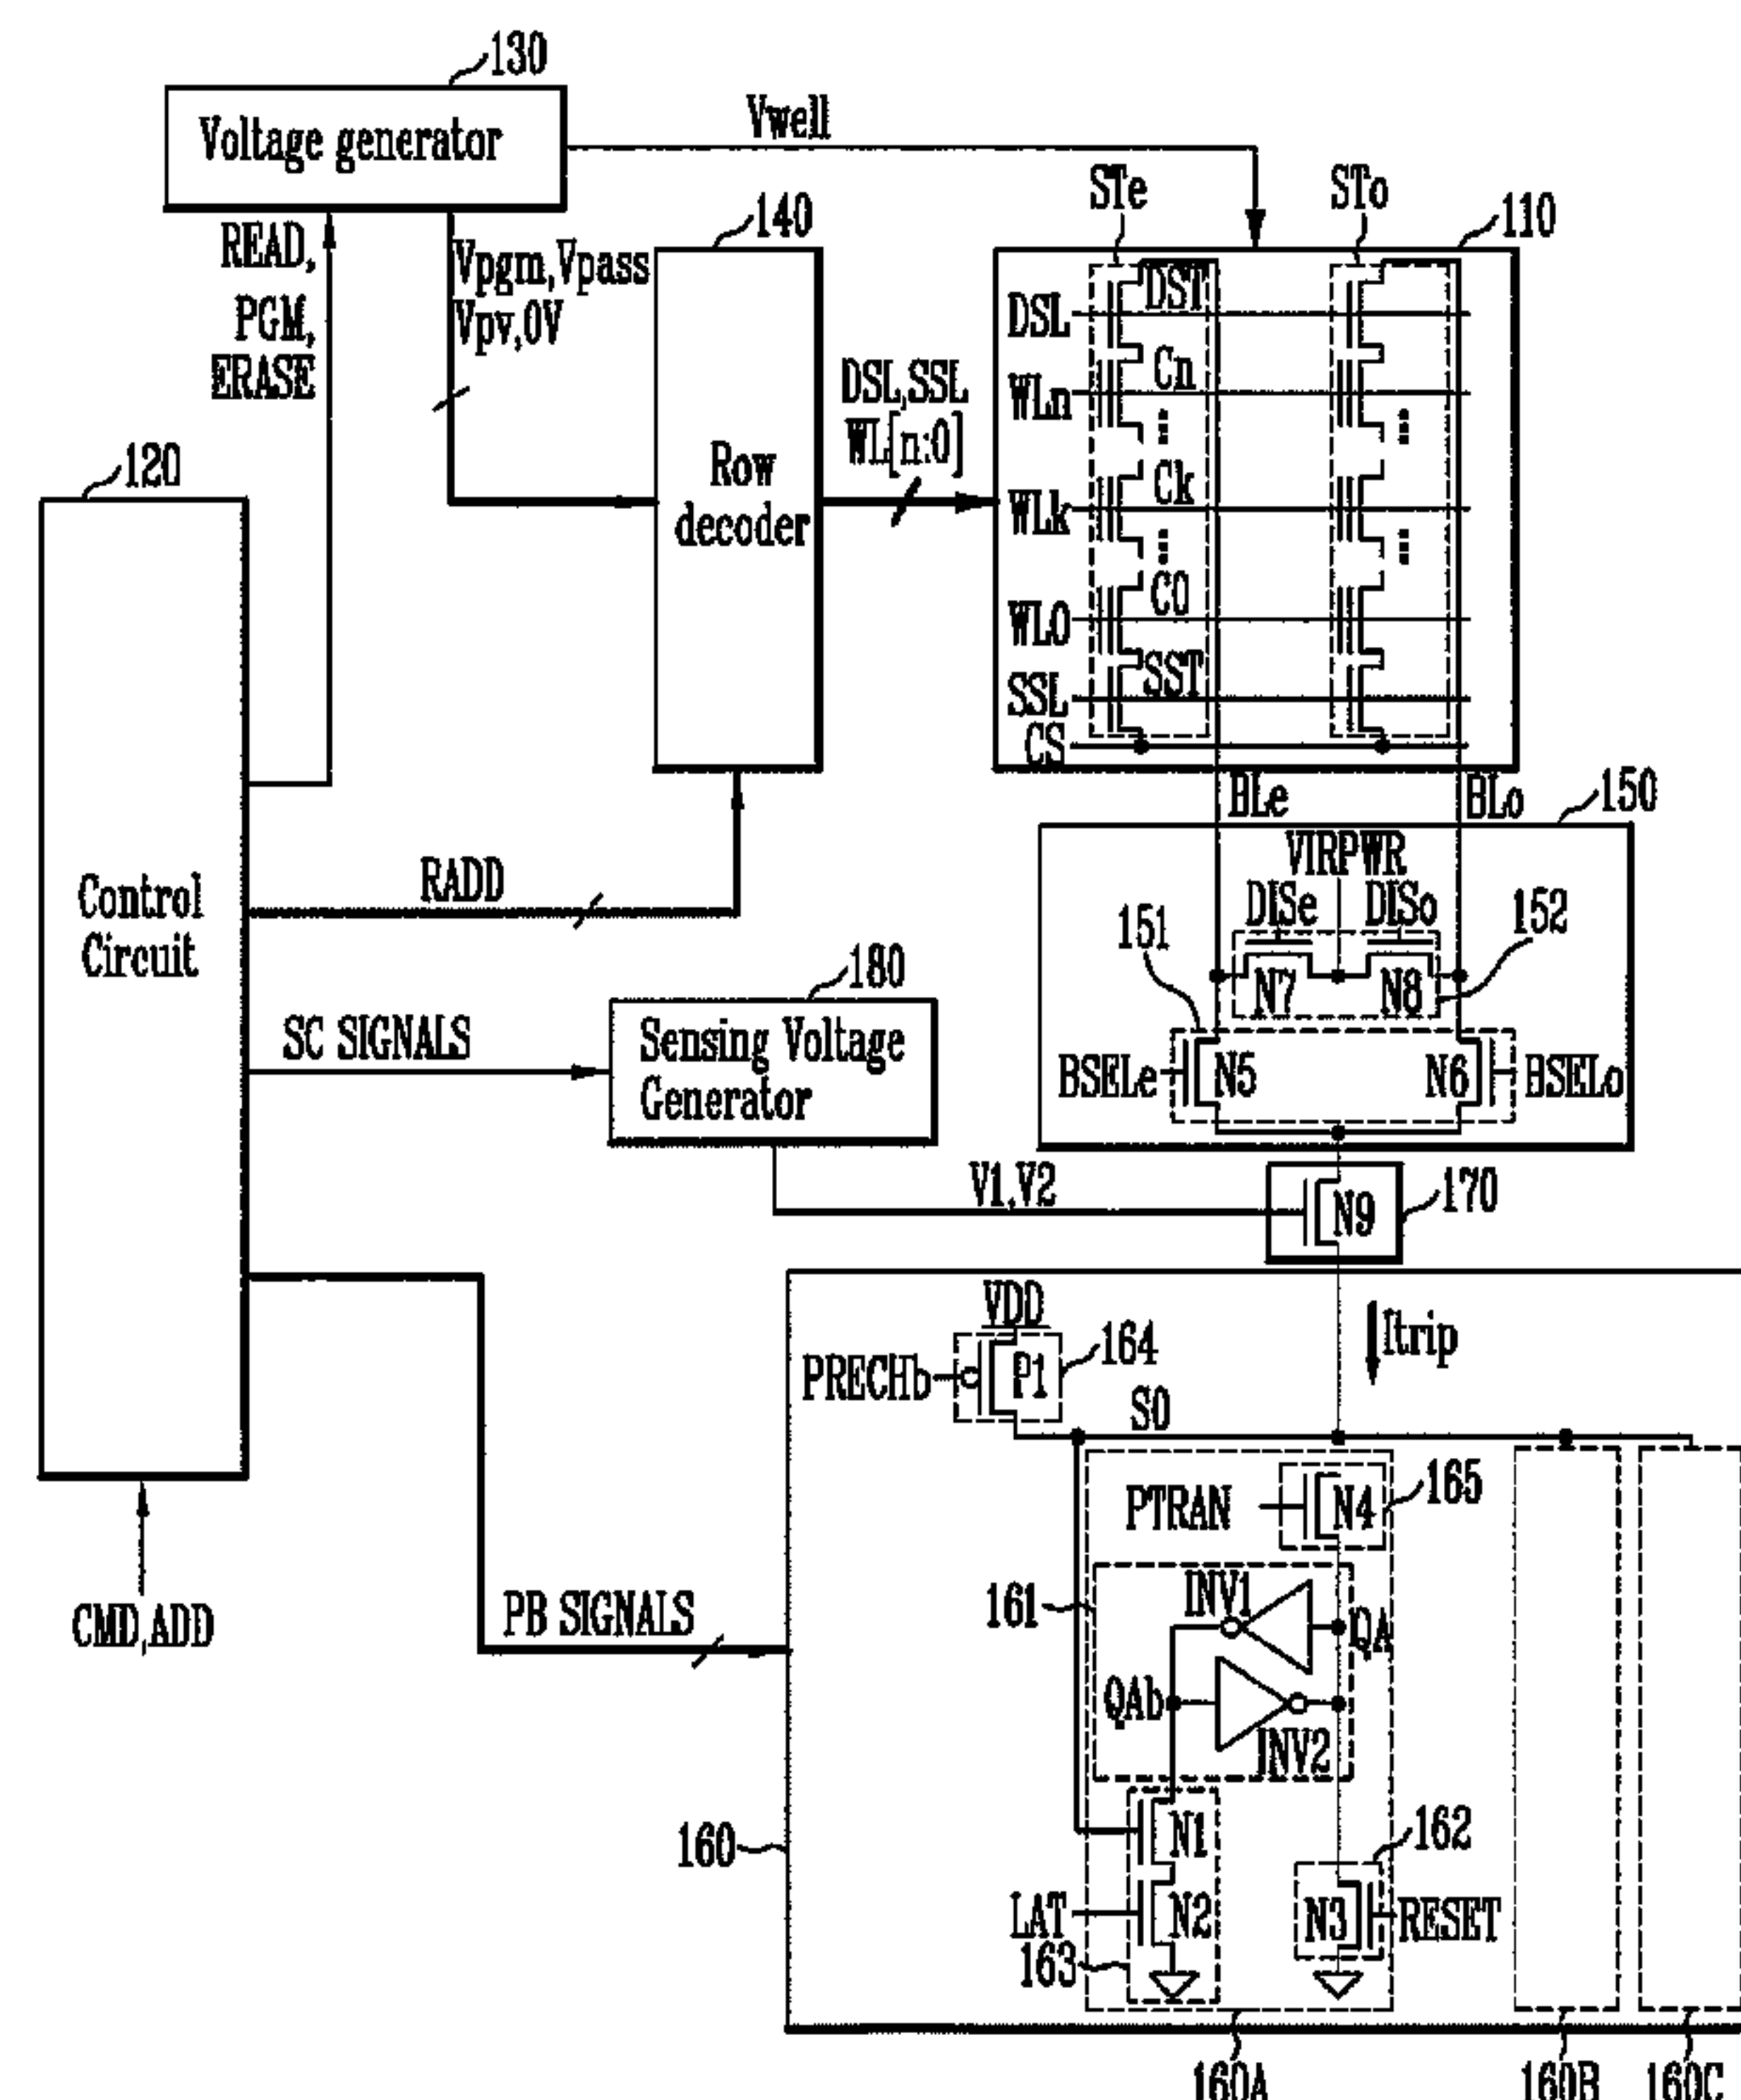 130
Voltage generator
Vwell
READ,
PGM,
ERASE
Vpgm,Vpass
Vpv,0V
140
Row
decoder
DSL,SSL
WL[n:0]
STe
STo
110
DSL
DST
WLn
Cn
...
...
WLk
Ck
...
...
WL0
C0
SSL
SST
CS
120
Control
Circuit
CMD,ADD
RADD
BLe
BLo
150
VIRPWR
DISe
DISo
151
152
N7
N8
BSELe
N5
N6
BSELo
SC SIGNALS
180
Sensing Voltage
Generator
V1,V2
N9
170
VDD
PRECHb
P1
164
Itrip
SO
PTRAN
N4
165
161
INV1
QA
QAb
INV2
PB SIGNALS
160
N1
162
LAT
N2
N3
RESET
163
160A
160B
160C